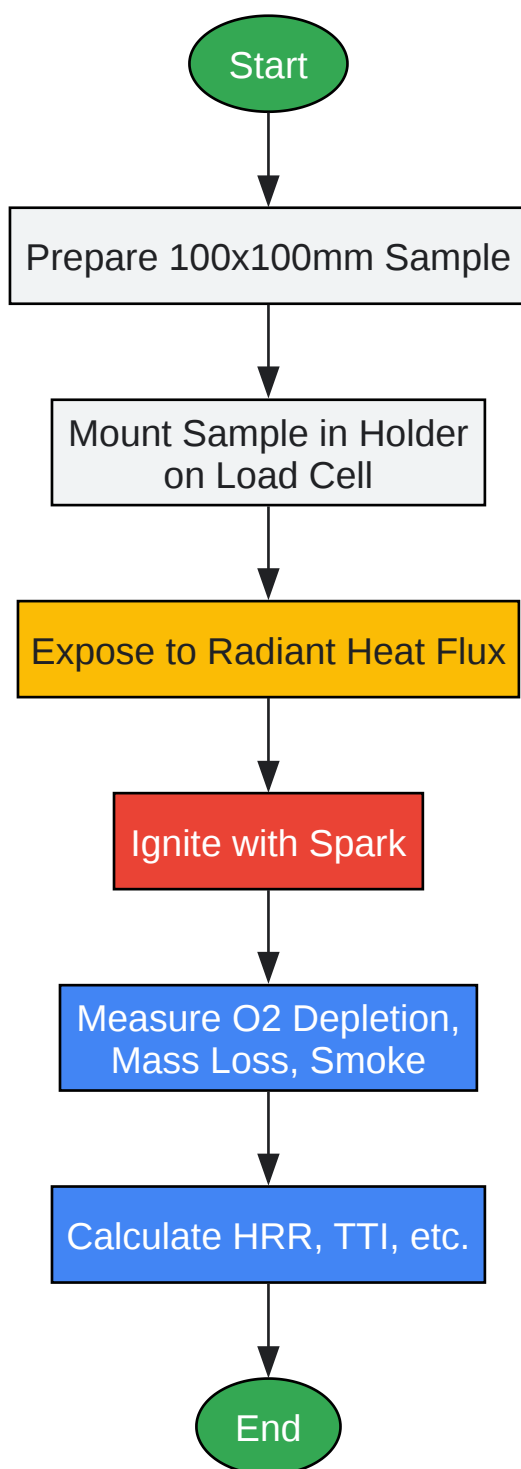 Start
Prepare 100x100mm Sample
Mount Sample in Holder
on Load Cell
Expose to Radiant Heat Flux
Ignite with Spark
Measure O2 Depletion,
Mass Loss, Smoke
Calculate HRR, TTI, etc.
End